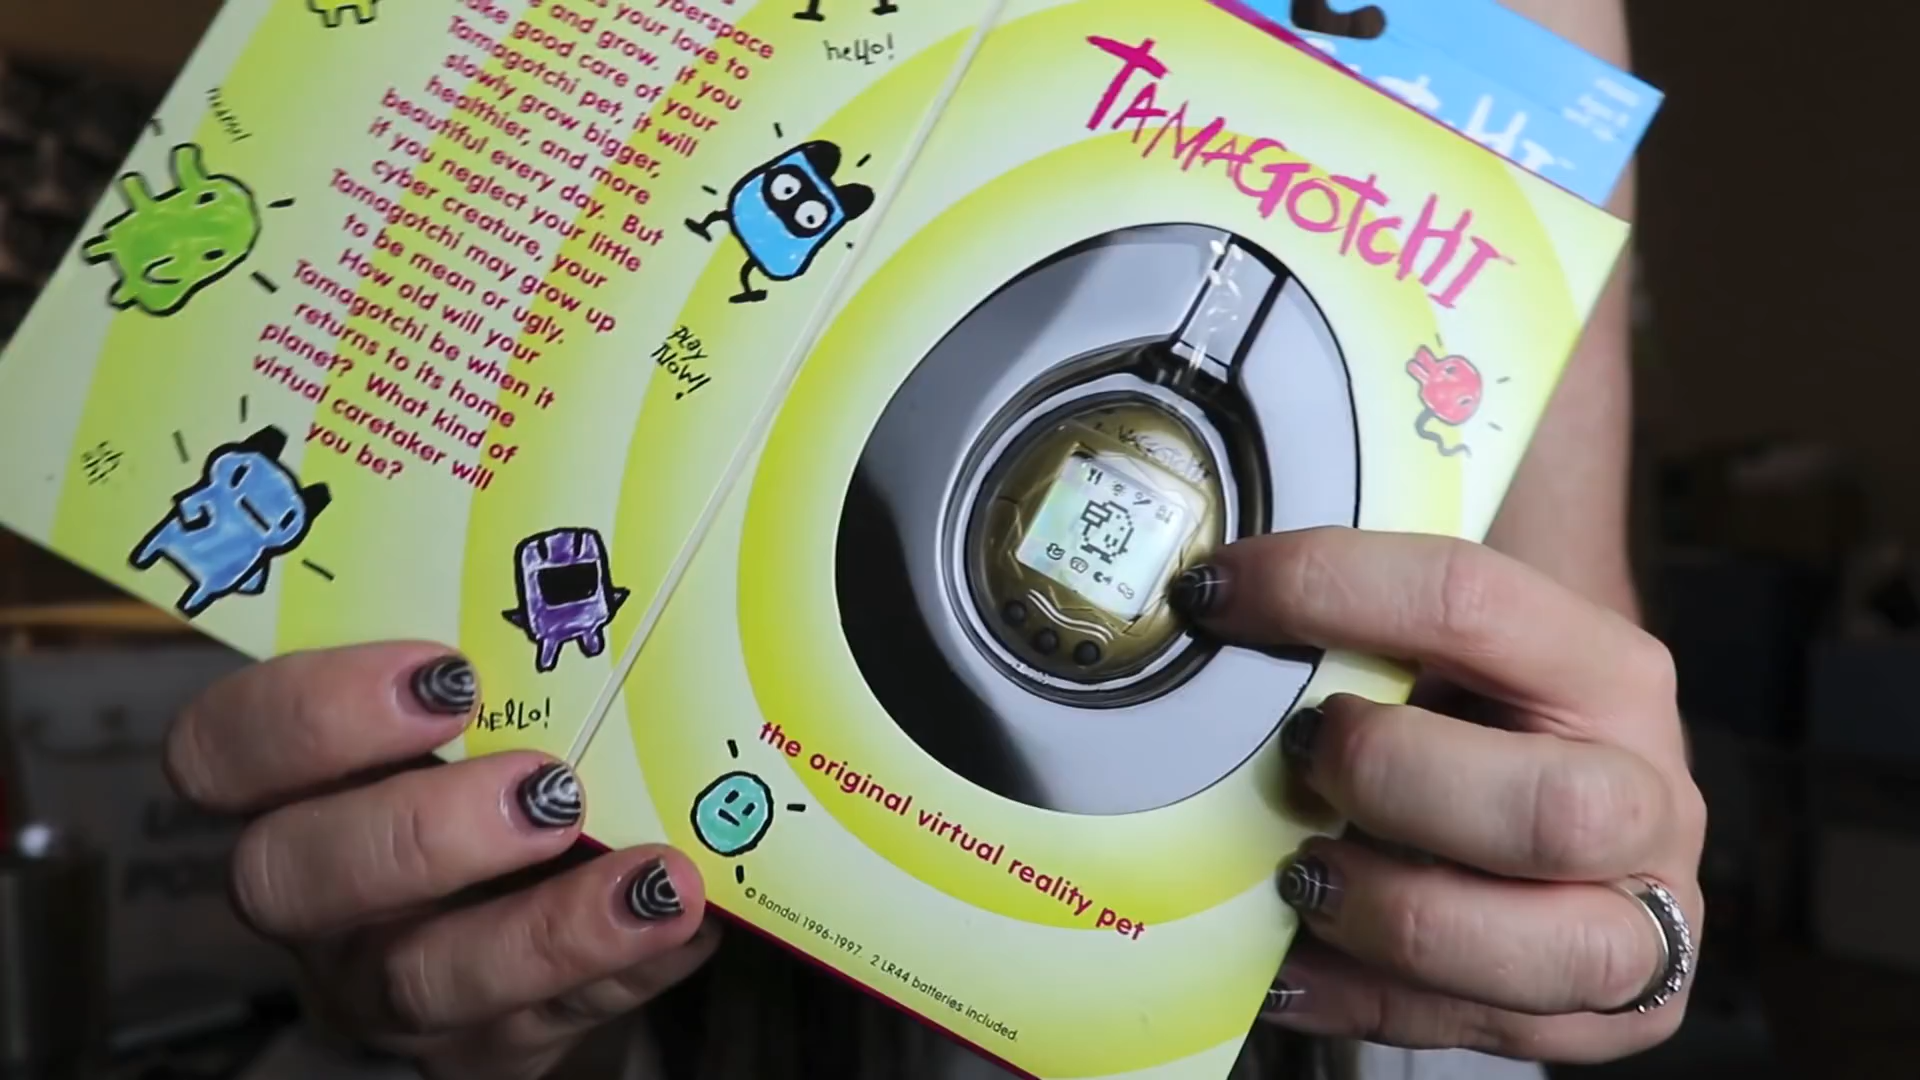 cyberspace
your love to
and grow. If you
take good care of your
Tamagotchi pet, it will
slowly grow bigger,
healthier, and more
beautiful every day. But
if you neglect your little
cyber creature, your
Tamagotchi may grow up
to be mean or ugly.
How old will your
Tamagotchi be when it
returns to its home
planet? What kind of
virtual caretaker will
you be?
hello!
PLAY
NOW!
hELLo!
TAMAGOTCHI
the original virtual reality pet
© Bandai 1996-1997. 2 LR44 batteries included.